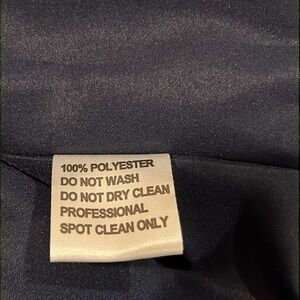 100% POLYESTER
DO NOT WASH
DO NOT DRY CLEAN
PROFESSIONAL
SPOT CLEAN ONLY